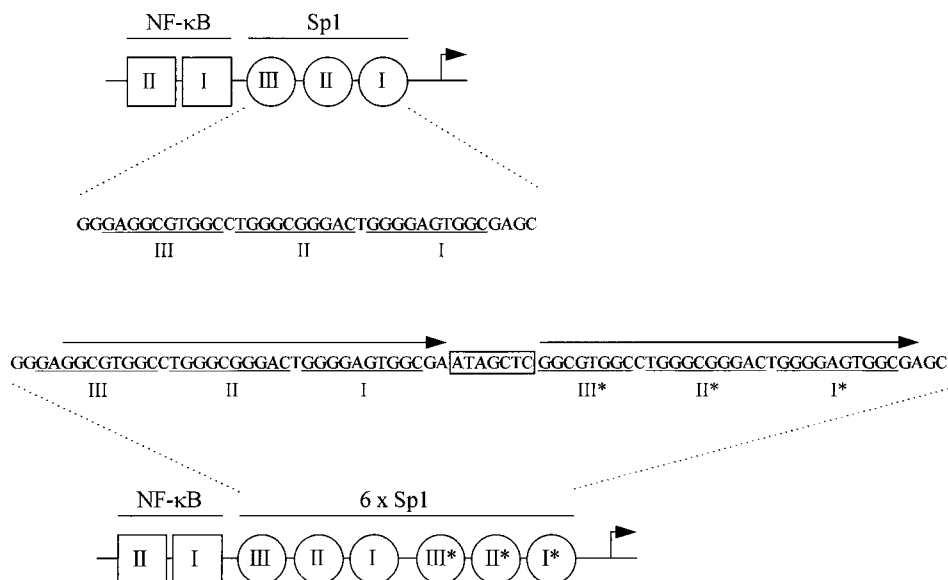 NF-κB Sp1
II I III II I
GGGAGGCGTGGCCTGGGCGGGACTGGGGAGTGGCGAGC
III II I
GGGAGGCGTGGCCTGGGCGGGACTGGGGAGTGGCGAATAGCTCGGCGTGGCCTGGGCGGGACTGGGGAGTGGCGAGC
III II I III* II* I*
NF-κB 6 x Sp1
II I III II I III* II* I*